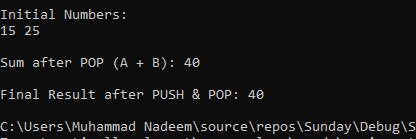 Initial Numbers:
15 25
Sum after POP (A + B): 40
Final Result after PUSH & POP: 40
C:\Users\Muhammad Nadeem\source\repos\Sunday\Debug\S